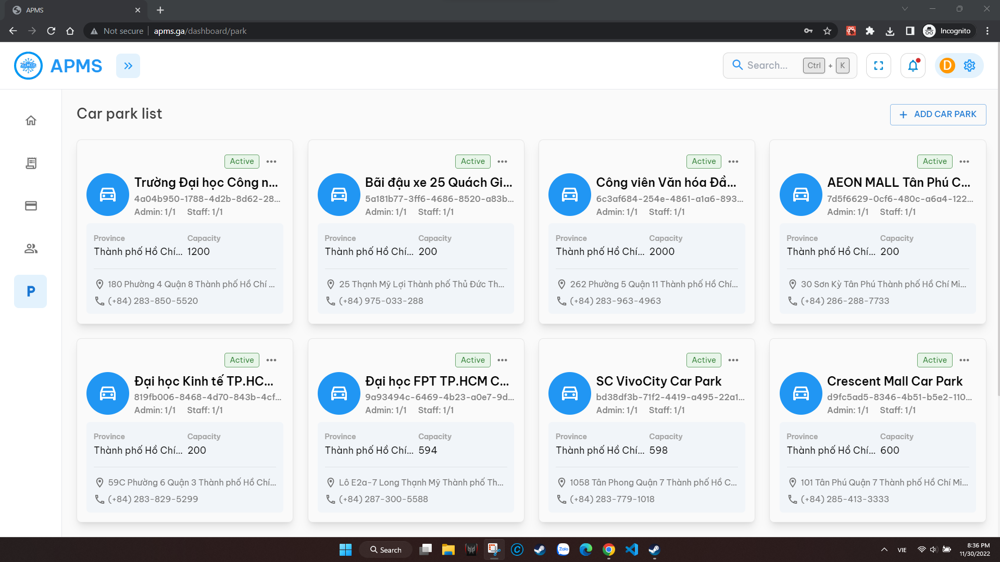 APMS
Not secure
apms.ga/dashboard/park
Incognito
APMS
Search...
Ctrl + K
D
Car park list
ADD CAR PARK
Active
Trường Đại học Công n...
4a04b950-1788-4d2b-8d62-28...
Admin: 1/1 Staff: 1/1
Province Capacity
Thành phố Hồ Chí... 1200
180 Phường 4 Quận 8 Thành phố Hồ Chí ...
(+84) 283-850-5520
Active
Bãi đậu xe 25 Quách Gi...
5a181b77-3ff6-4686-8520-a83b...
Admin: 1/1 Staff: 1/1
Province Capacity
Thành phố Hồ Chí... 200
25 Thạnh Mỹ Lợi Thành phố Thủ Đức Th...
(+84) 975-033-288
Active
Công viên Văn hóa Đầ...
6c3af684-254e-4861-a1a6-893...
Admin: 1/1 Staff: 1/1
Province Capacity
Thành phố Hồ Chí... 2000
262 Phường 5 Quận 11 Thành phố Hồ Chí...
(+84) 283-963-4963
Active
AEON MALL Tân Phú C...
7d5f6629-0cf6-480c-a6a4-122...
Admin: 1/1 Staff: 1/1
Province Capacity
Thành phố Hồ Chí... 200
30 Sơn Kỳ Tân Phú Thành phố Hồ Chí Mi...
(+84) 286-288-7733
P
Active
Đại học Kinh tế TP.HC...
819fb006-8468-4d70-843b-4cf...
Admin: 1/1 Staff: 1/1
Province Capacity
Thành phố Hồ Chí... 200
59C Phường 6 Quận 3 Thành phố Hồ Chí...
(+84) 283-829-5299
Active
Đại học FPT TP.HCM C...
9a93494c-6469-4b23-a0e7-9d...
Admin: 1/1 Staff: 1/1
Province Capacity
Thành phố Hồ Chí... 594
Lô E2a-7 Long Thạnh Mỹ Thành phố Th...
(+84) 287-300-5588
Active
SC VivoCity Car Park
bd38df3b-71f2-4419-a495-22a1...
Admin: 1/1 Staff: 1/1
Province Capacity
Thành phố Hồ Chí... 598
1058 Tân Phong Quận 7 Thành phố Hồ C...
(+84) 283-779-1018
Active
Crescent Mall Car Park
d9fc5ad5-8346-4b51-b5e2-110...
Admin: 1/1 Staff: 1/1
Province Capacity
Thành phố Hồ Chí... 600
101 Tân Phú Quận 7 Thành phố Hồ Chí Mi...
(+84) 285-413-3333
Search
Zalo
VIE
8:36 PM
11/30/2022